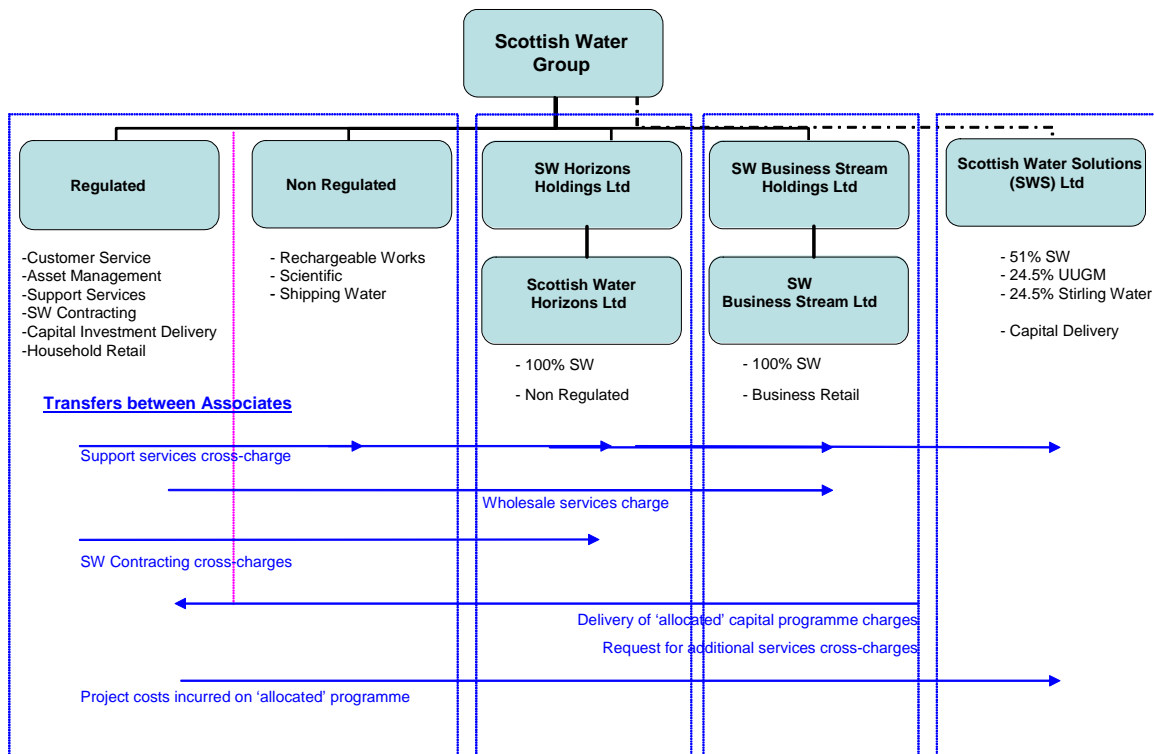 Scottish Water
Group
Regulated
Non Regulated
SW Horizons
Holdings Ltd
SW Business Stream
Holdings Ltd
Scottish Water Solutions
(SWS) Ltd
-Customer Service
-Asset Management
-Support Services
-SW Contracting
-Capital Investment Delivery
-Household Retail
- Rechargeable Works
- Scientific
- Shipping Water
Scottish Water
Horizons Ltd
SW
Business Stream Ltd
- 51% SW
- 24.5% UUGM
- 24.5% Stirling Water
- Capital Delivery
- 100% SW
- Non Regulated
- 100% SW
- Business Retail
Transfers between Associates
Support services cross-charge
Wholesale services charge
SW Contracting cross-charges
Delivery of ‘allocated’ capital programme charges
Request for additional services cross-charges
Project costs incurred on ‘allocated’ programme